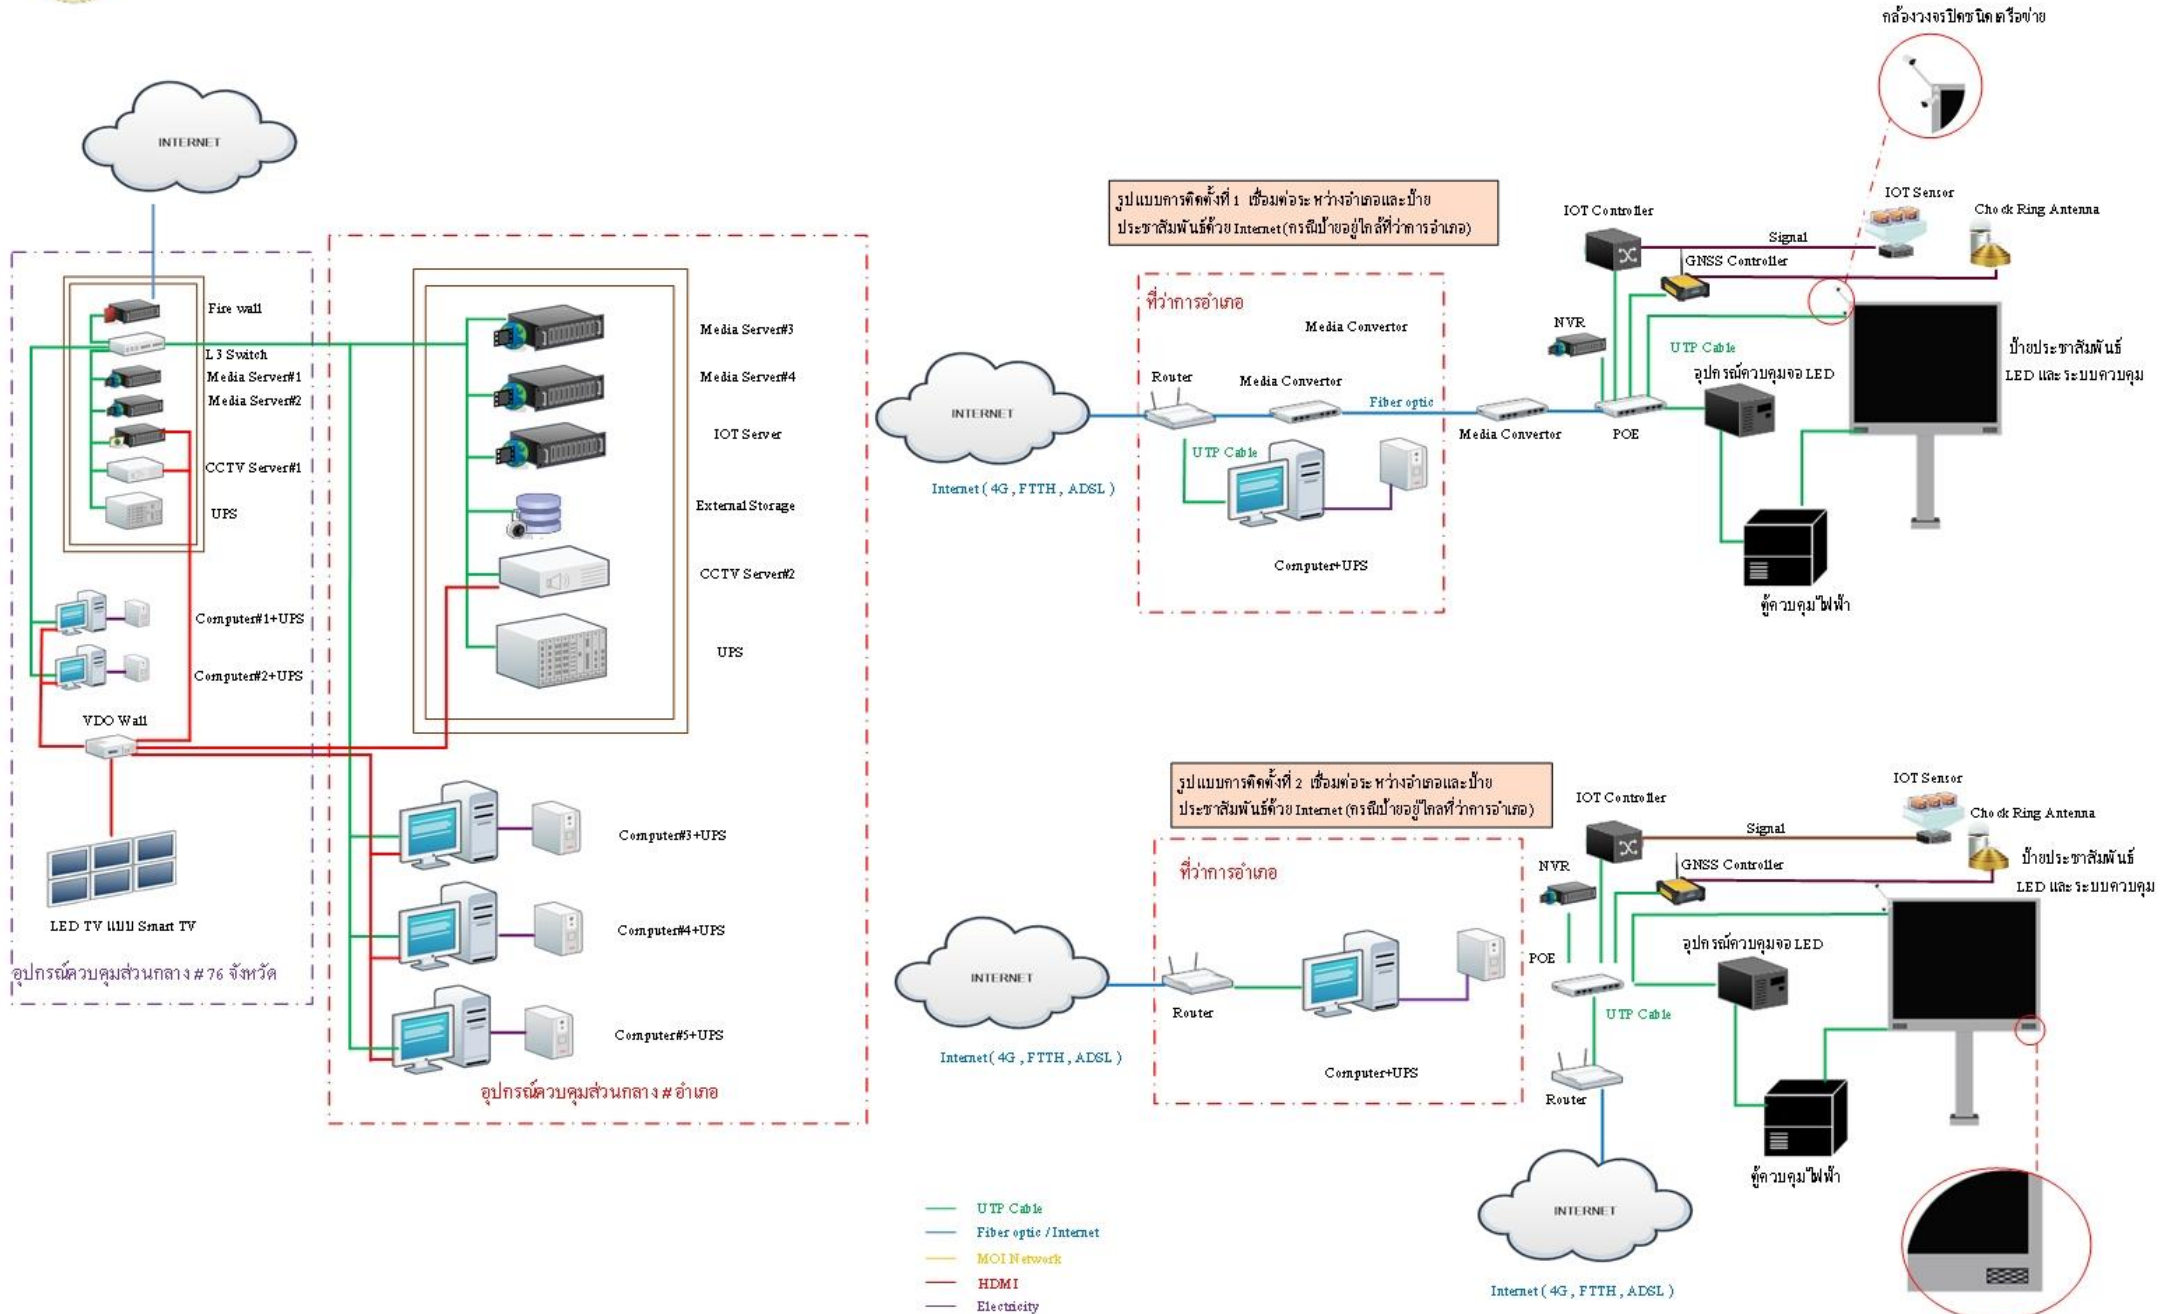 INTERNET
Fire wall
L3 Switch
Media Server#1
Media Server#2
CCTV Server#1
UPS
Computer#1+UPS
Computer#2+UPS
VDO Wall
LED TV แบบ Smart TV
อุปกรณ์ควบคุมส่วนกลาง # 76 จังหวัด
Media Server#3
Media Server#4
IOT Server
External Storage
CCTV Server#2
UPS
Computer#3+UPS
Computer#4+UPS
Computer#5+UPS
อุปกรณ์ควบคุมส่วนกลาง # อำเภอ
กล้องวงจรปิดชนิดเครือข่าย
รูปแบบการติดตั้งที่ 1 เชื่อมต่อระหว่างอำเภอและป้าย
ประชาสัมพันธ์ด้วย Internet (กรณีป้ายอยู่ใกล้ที่ว่าการอำเภอ)
ที่ว่าการอำเภอ
Media Convertor
Router
Media Convertor
Fiber optic
Media Convertor
INTERNET
Internet ( 4G , FTTH , ADSL )
UTP Cable
Computer+UPS
IOT Controller
IOT Sensor
Chock Ring Antenna
Signal
GNSS Controller
NVR
UTP Cable
อุปกรณ์ควบคุมจอ LED
POE
ป้ายประชาสัมพันธ์
LED และระบบควบคุม
ตู้ควบคุมไฟฟ้า
รูปแบบการติดตั้งที่ 2 เชื่อมต่อระหว่างอำเภอและป้าย
ประชาสัมพันธ์ด้วย Internet (กรณีป้ายอยู่ไกลที่ว่าการอำเภอ)
ที่ว่าการอำเภอ
INTERNET
Internet ( 4G , FTTH , ADSL )
Router
Computer+UPS
IOT Controller
IOT Sensor
Chock Ring Antenna
Signal
GNSS Controller
NVR
ป้ายประชาสัมพันธ์
LED และระบบควบคุม
อุปกรณ์ควบคุมจอ LED
POE
UTP Cable
Router
ตู้ควบคุมไฟฟ้า
INTERNET
Internet ( 4G , FTTH , ADSL )
UTP Cable
Fiber optic / Internet
MOI Network
HDMI
Electricity